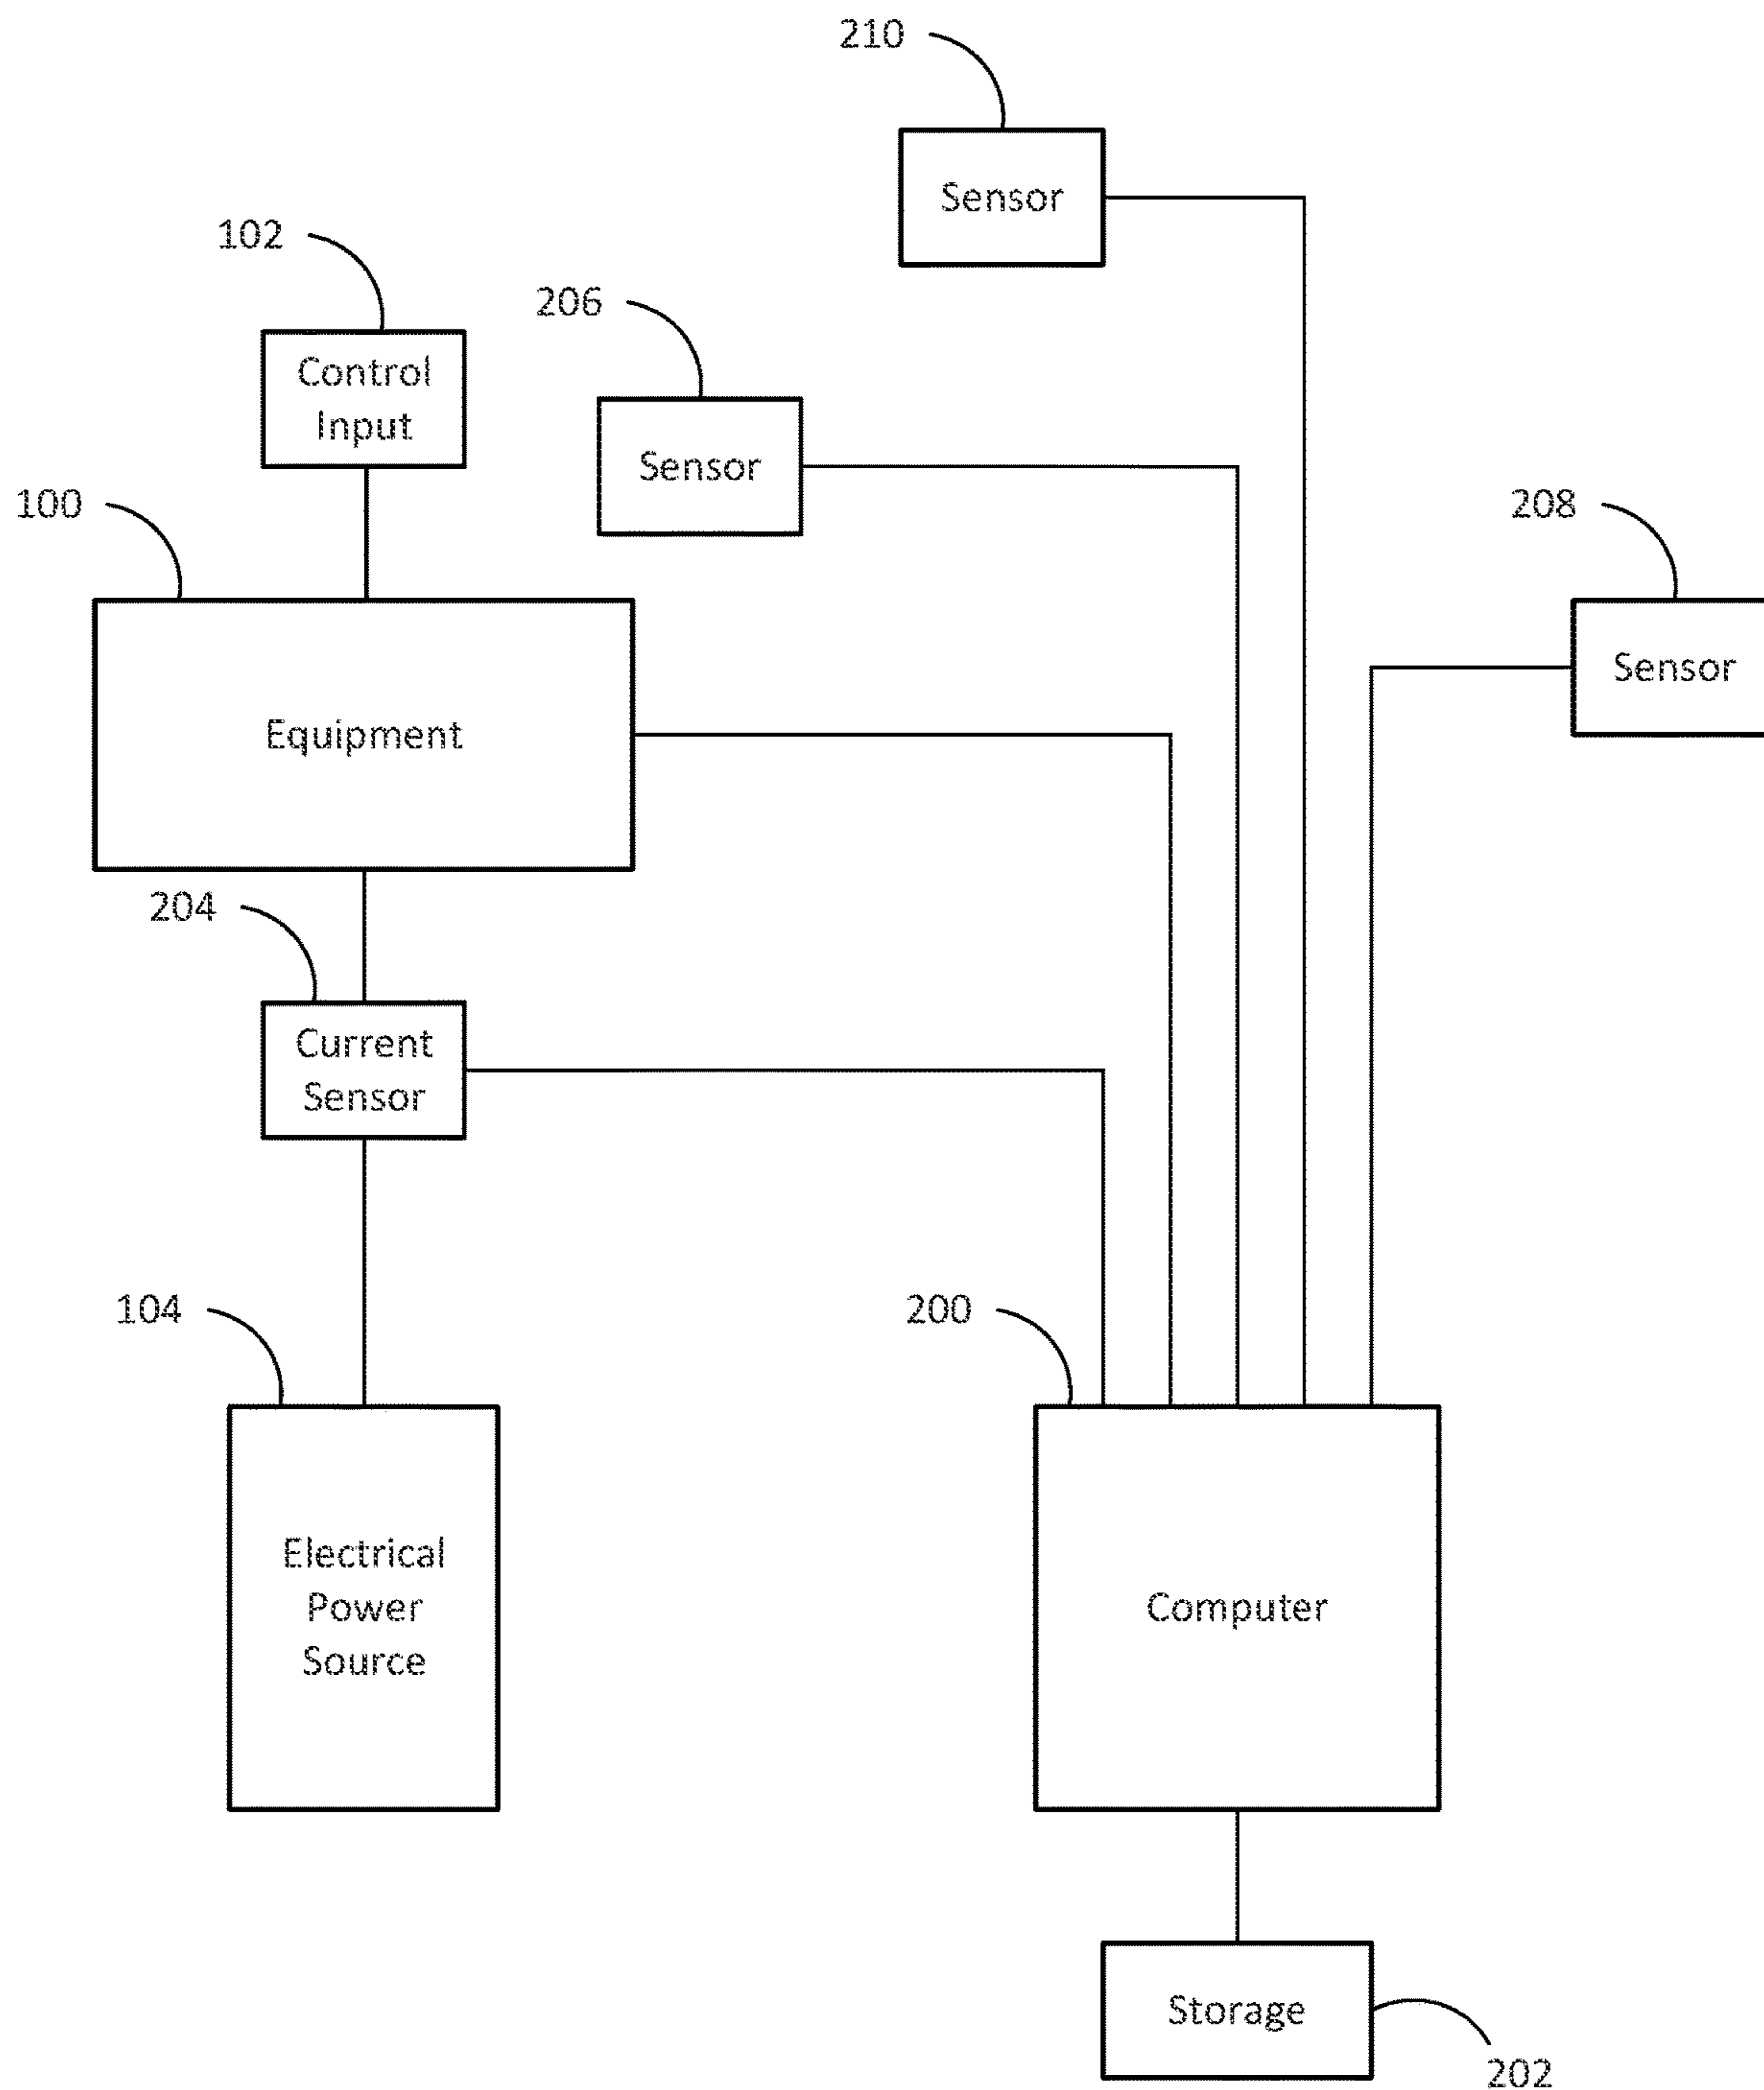 210
Sensor
102
206
Control
Input
Sensor
100
208
Sensor
Equipment
204
Current
Sensor
104
200
Electrical
Power
Source
Computer
Storage
202